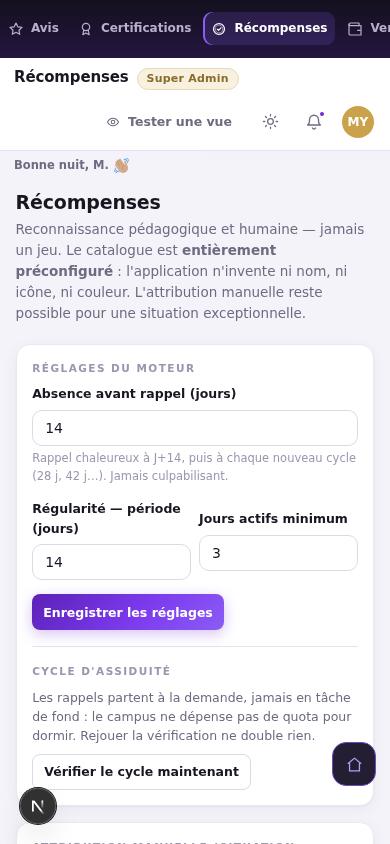 Avis Certifications Récompenses
Récompenses Super Admin
Tester une vue MY
Bonne nuit, M. 👋🏽
Récompenses
Reconnaissance pédagogique et humaine — jamais
un jeu. Le catalogue est entièrement
préconfiguré : l'application n'invente ni nom, ni
icône, ni couleur. L'attribution manuelle reste
possible pour une situation exceptionnelle.
RÉGLAGES DU MOTEUR
Absence avant rappel (jours)
14
Rappel chaleureux à J+14, puis à chaque nouveau cycle
(28 j, 42 j…). Jamais culpabilisant.
Régularité — période
(jours)
Jours actifs minimum
14
3
Enregistrer les réglages
CYCLE D'ASSIDUITÉ
Les rappels partent à la demande, jamais en tâche
de fond : le campus ne dépense pas de quota pour
dormir. Rejouer la vérification ne double rien.
Vérifier le cycle maintenant
N